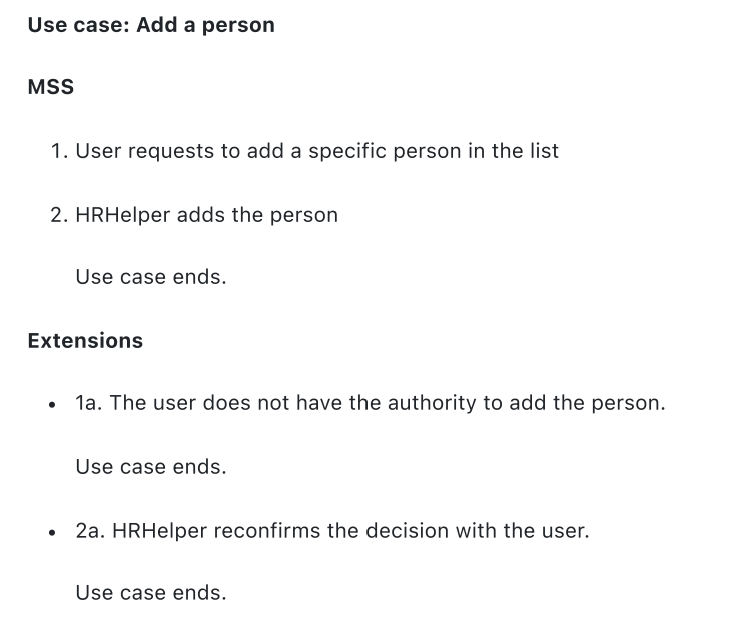 Use case: Add a person
MSS
1. User requests to add a specific person in the list
2. HRHelper adds the person
Use case ends.
Extensions
• 1a. The user does not have the authority to add the person.
Use case ends.
• 2a. HRHelper reconfirms the decision with the user.
Use case ends.